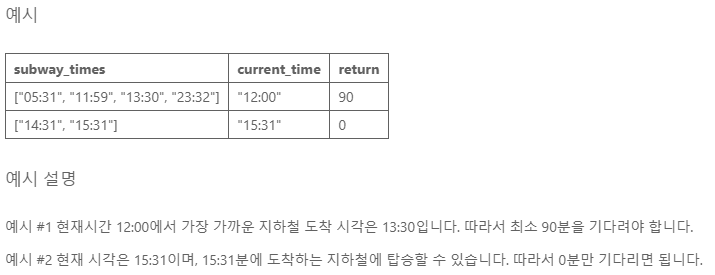 예시
subway_times current_time return
["05:31", "11:59", "13:30", "23:32"] "12:00" 90
["14:31", "15:31"] "15:31" 0
예시 설명
예시 #1 현재시간 12:00에서 가장 가까운 지하철 도착 시각은 13:30입니다. 따라서 최소 90분을 기다려야 합니다.
예시 #2 현재 시각은 15:31이며, 15:31분에 도착하는 지하철에 탑승할 수 있습니다. 따라서 0분만 기다리면 됩니다.